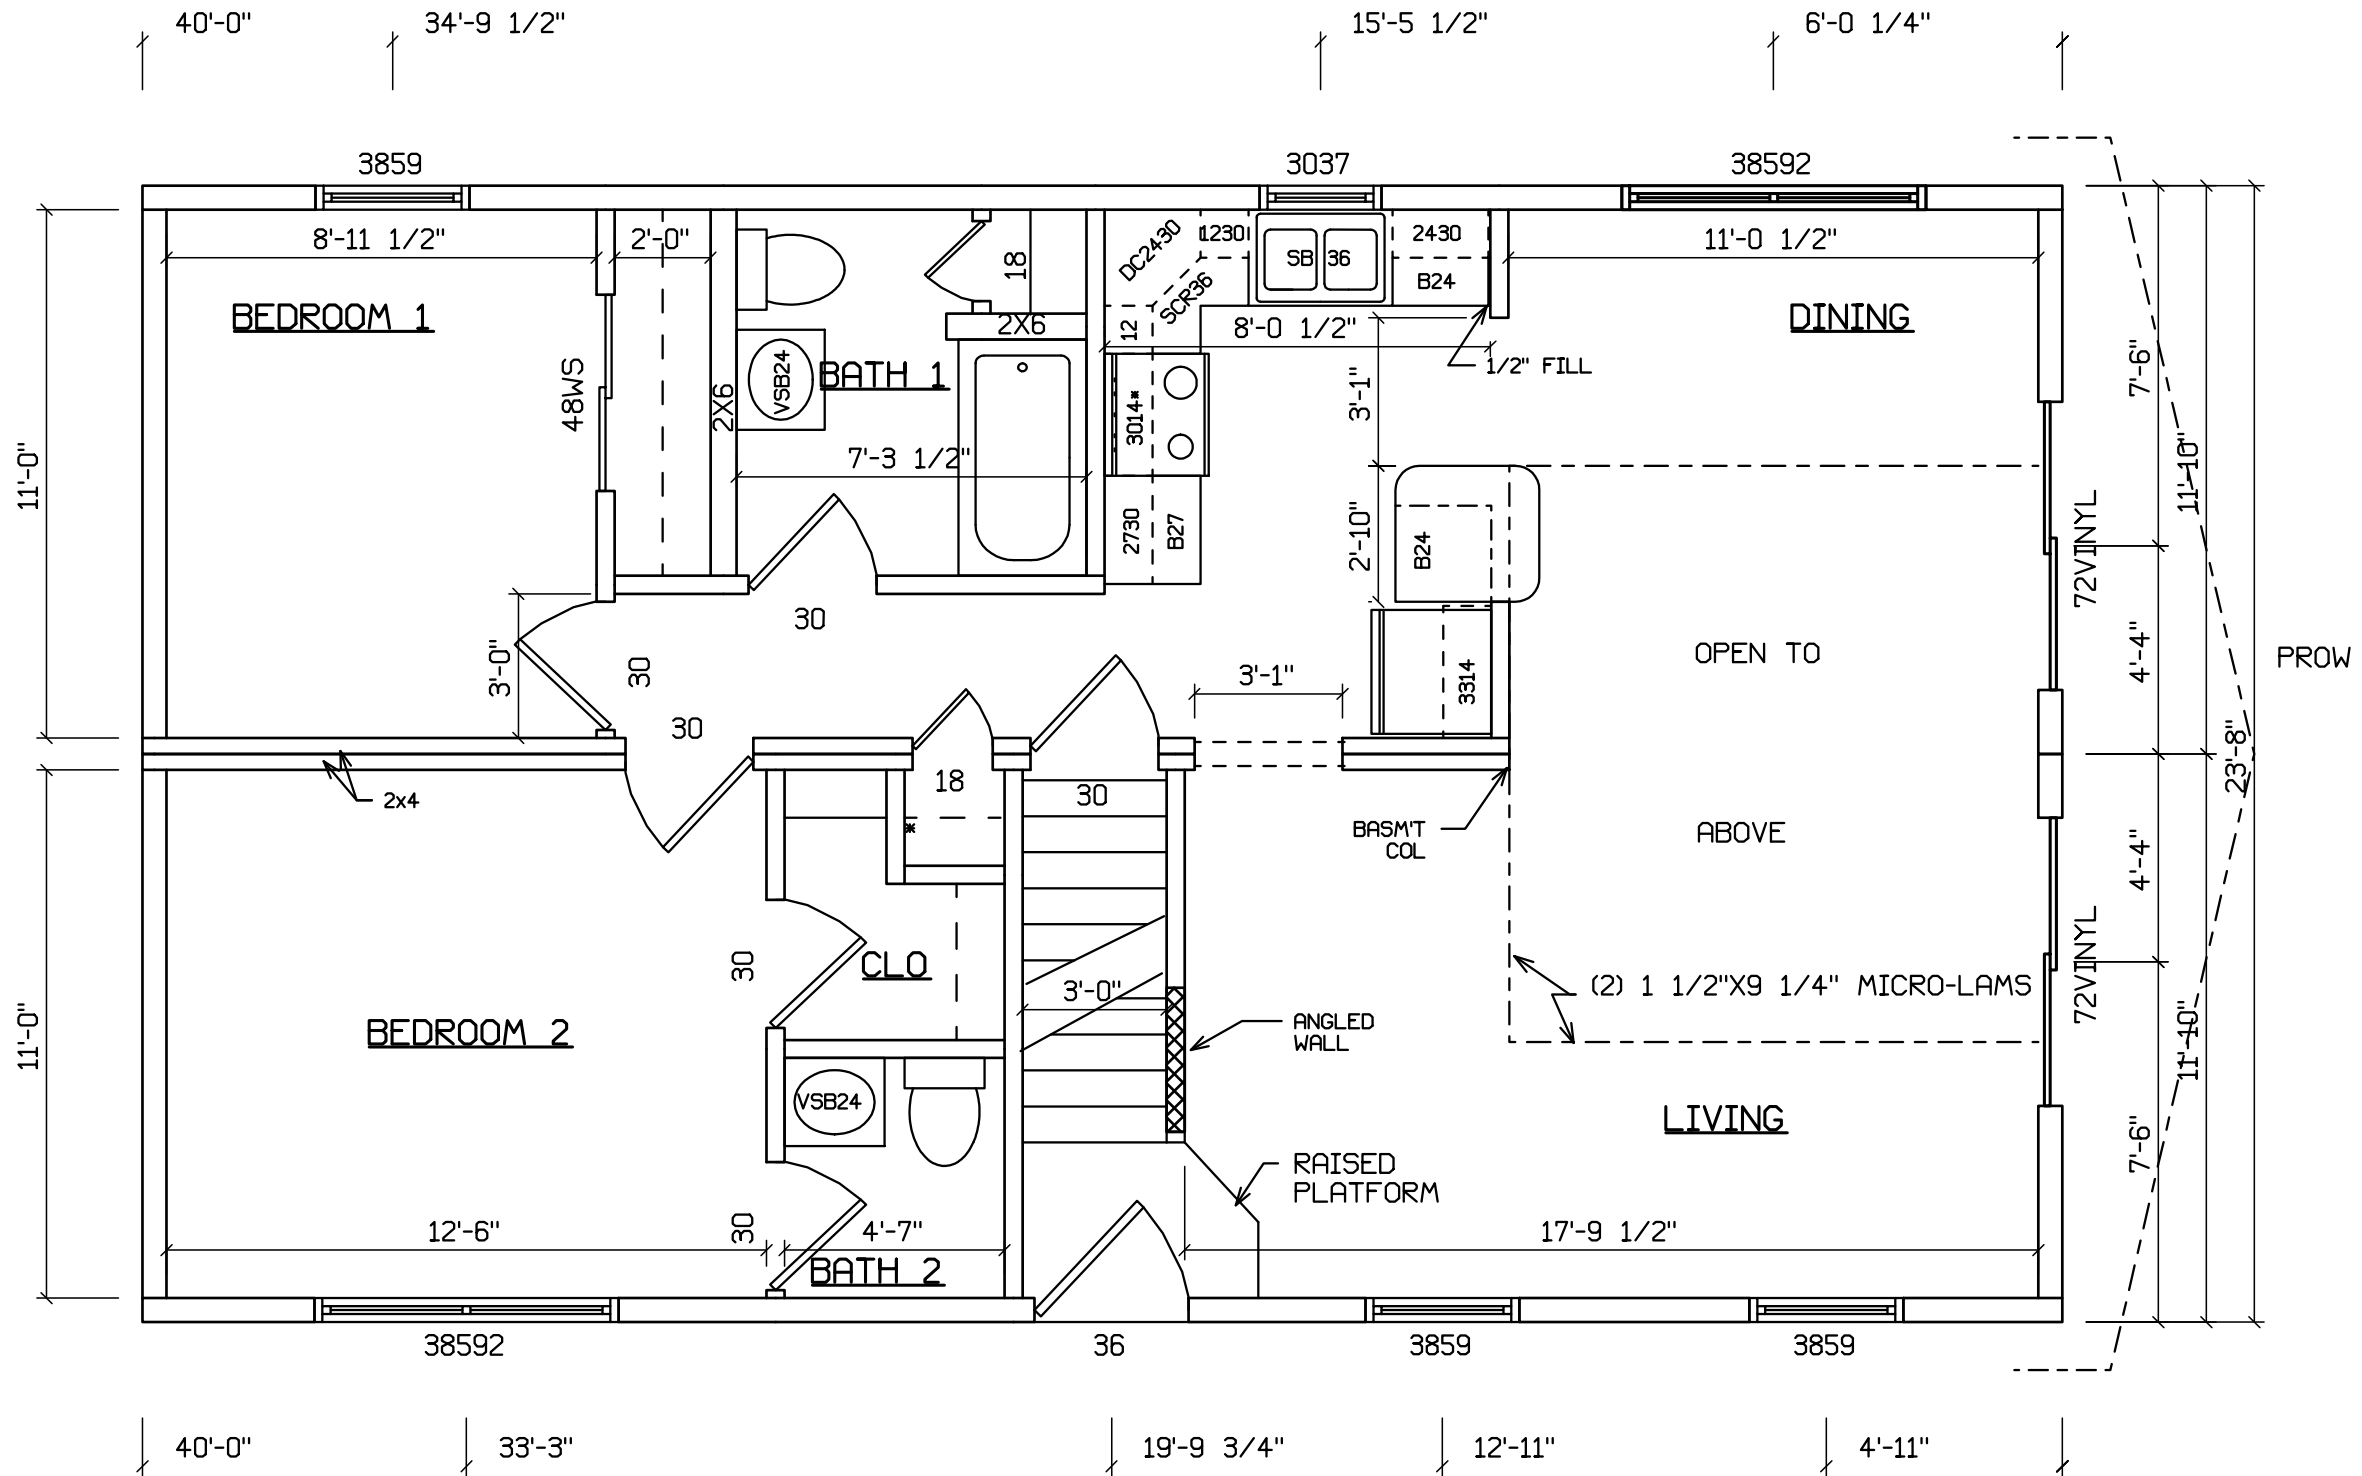 40'-0"
34'-9 1/2"
15'-5 1/2"
6'-0 1/4"
3859
3037
38592
8'-11 1/2"
2'-0"
18
DC2430
1230
SB 36
2430
B24
11'-0 1/2"
SCR36
BEDROOM 1
2X6
12
8'-0 1/2"
DINING
1/2" FILL
48WS
2X6
VSB24
BATH 1
3014*
3'-1"
7'-6"
11'-0"
7'-3 1/2"
11'-10"
2730
B27
2'-10"
B24
72VINYL
30
3'-0"
30
30
3'-1"
3314
OPEN TO
4'-4"
PROW
23'-8"
2x4
18
*
30
BASM'T
COL
ABOVE
4'-4"
30
CLO
3'-0"
(2) 1 1/2"X9 1/4" MICRO-LAMS
72VINYL
11'-0"
BEDROOM 2
ANGLED
WALL
11'-10"
VSB24
LIVING
7'-6"
RAISED
PLATFORM
12'-6"
30
4'-7"
17'-9 1/2"
BATH 2
38592
36
3859
3859
40'-0"
33'-3"
19'-9 3/4"
12'-11"
4'-11"